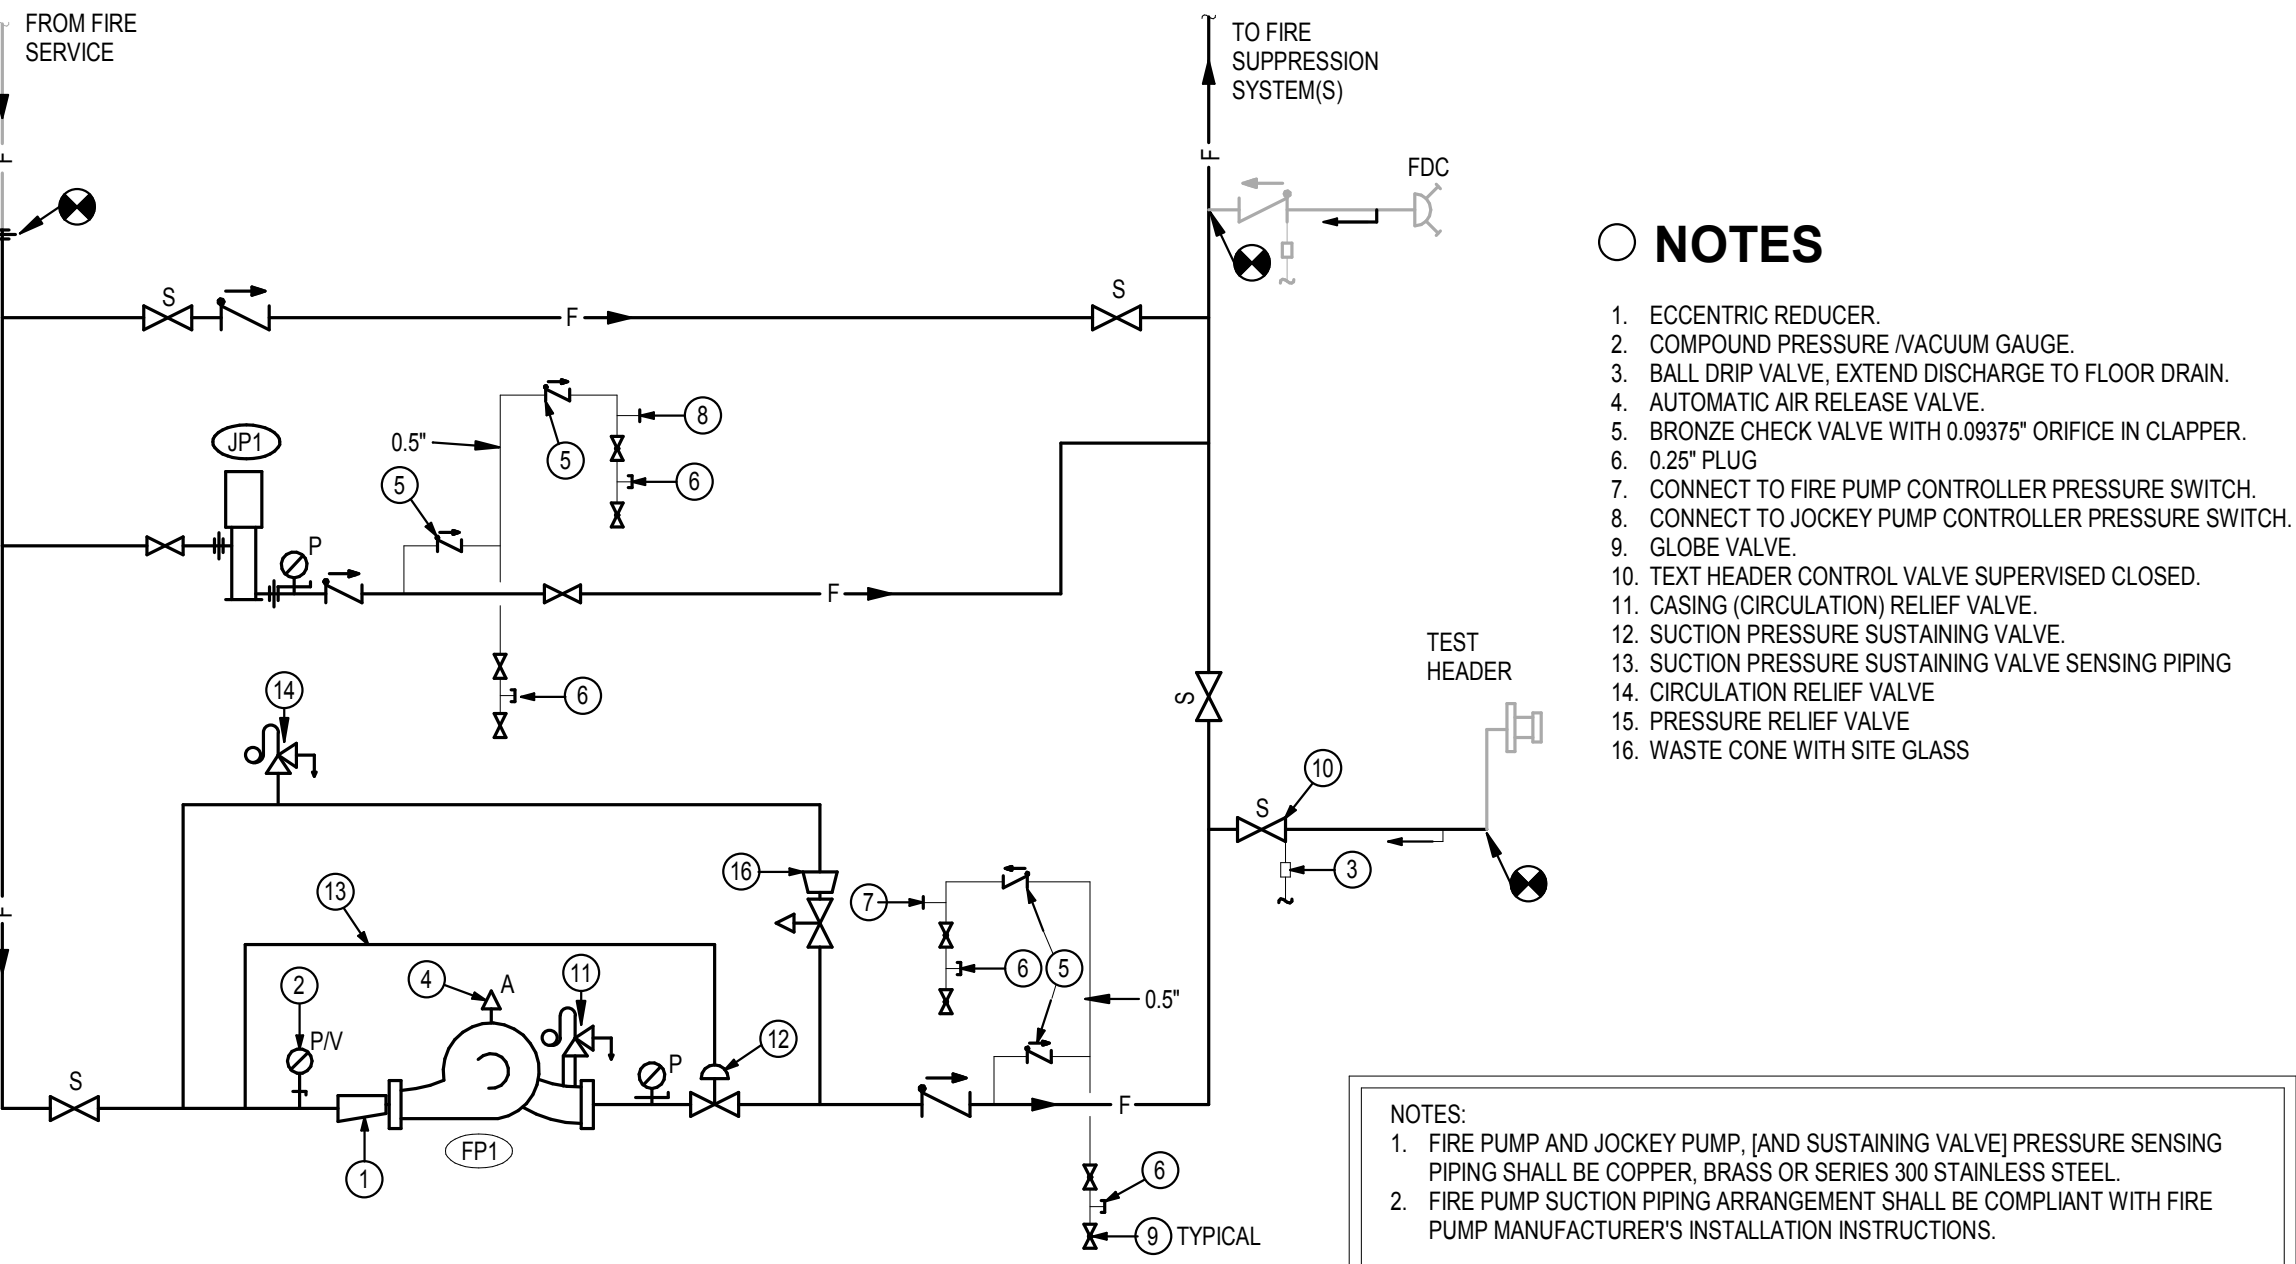 FROM FIRE
SERVICE
TO FIRE
SUPPRESSION
SYSTEM(S)
F
F
FDC
S
F
S
NOTES
1. ECCENTRIC REDUCER.
2. COMPOUND PRESSURE /VACUUM GAUGE.
3. BALL DRIP VALVE, EXTEND DISCHARGE TO FLOOR DRAIN.
4. AUTOMATIC AIR RELEASE VALVE.
5. BRONZE CHECK VALVE WITH 0.09375" ORIFICE IN CLAPPER.
6. 0.25" PLUG
7. CONNECT TO FIRE PUMP CONTROLLER PRESSURE SWITCH.
8. CONNECT TO JOCKEY PUMP CONTROLLER PRESSURE SWITCH.
9. GLOBE VALVE.
10. TEXT HEADER CONTROL VALVE SUPERVISED CLOSED.
11. CASING (CIRCULATION) RELIEF VALVE.
12. SUCTION PRESSURE SUSTAINING VALVE.
13. SUCTION PRESSURE SUSTAINING VALVE SENSING PIPING
14. CIRCULATION RELIEF VALVE
15. PRESSURE RELIEF VALVE
16. WASTE CONE WITH SITE GLASS
8
JP1
0.5"
5
5
6
P
F
6
14
S
TEST
HEADER
10
S
3
16
13
7
6
5
0.5"
2
4
A
11
P/V
12
P
F
S
F
FP1
1
6
9 TYPICAL
NOTES:
1. FIRE PUMP AND JOCKEY PUMP, [AND SUSTAINING VALVE] PRESSURE SENSING
PIPING SHALL BE COPPER, BRASS OR SERIES 300 STAINLESS STEEL.
2. FIRE PUMP SUCTION PIPING ARRANGEMENT SHALL BE COMPLIANT WITH FIRE
PUMP MANUFACTURER'S INSTALLATION INSTRUCTIONS.